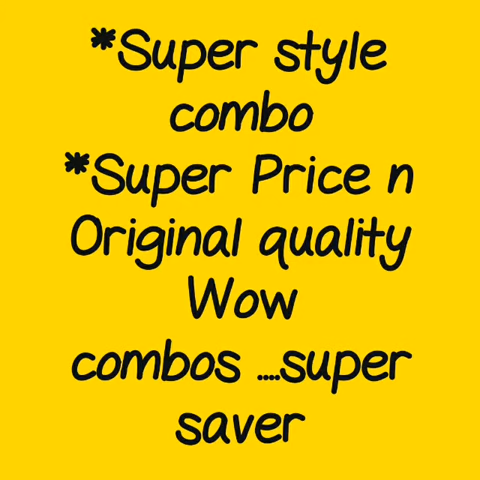 *Super style
combo
*Super Price n
Original quality
Wow
combos ....super
saver